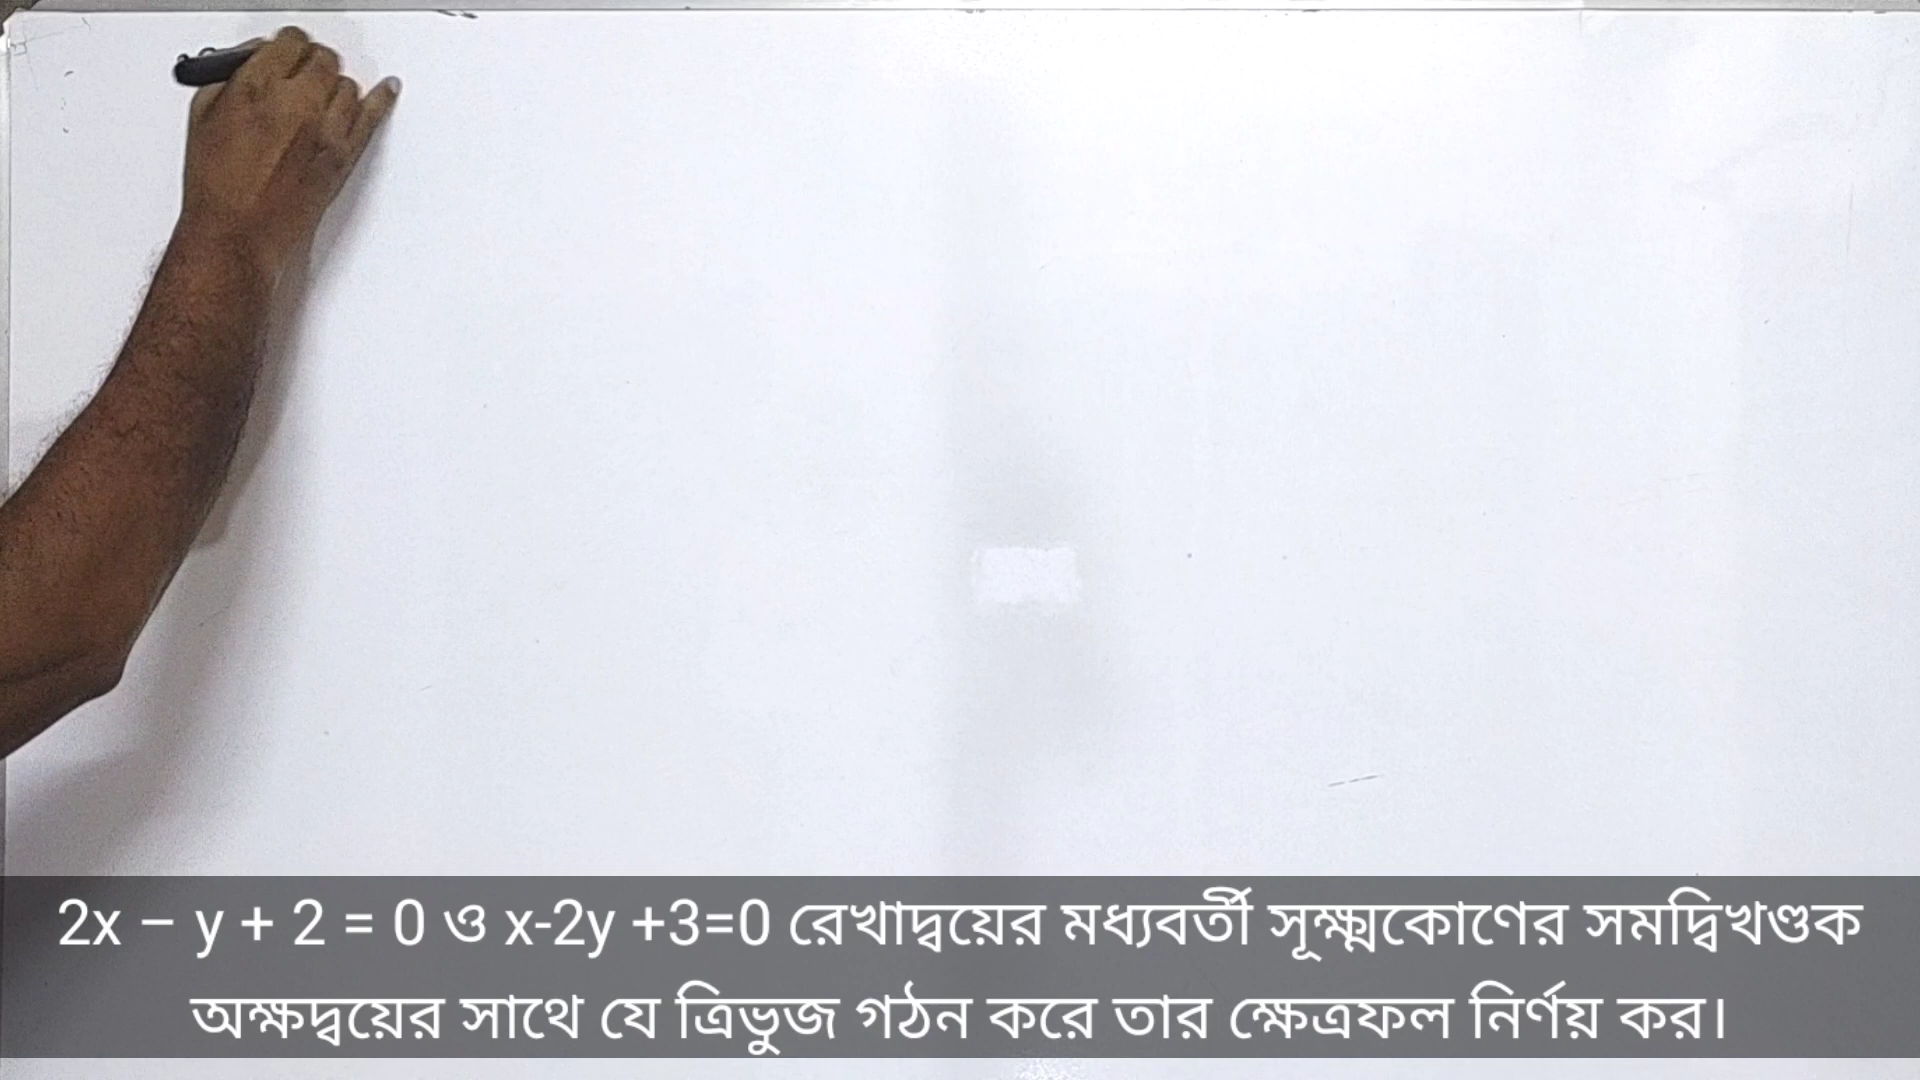 2x – y + 2 = 0 ও x-2y +3=0 রেখাদ্বয়ের মধ্যবর্তী সূক্ষ্মকোণের সমদ্বিখণ্ডক
অক্ষদ্বয়ের সাথে যে ত্রিভুজ গঠন করে তার ক্ষেত্রফল নির্ণয় কর।